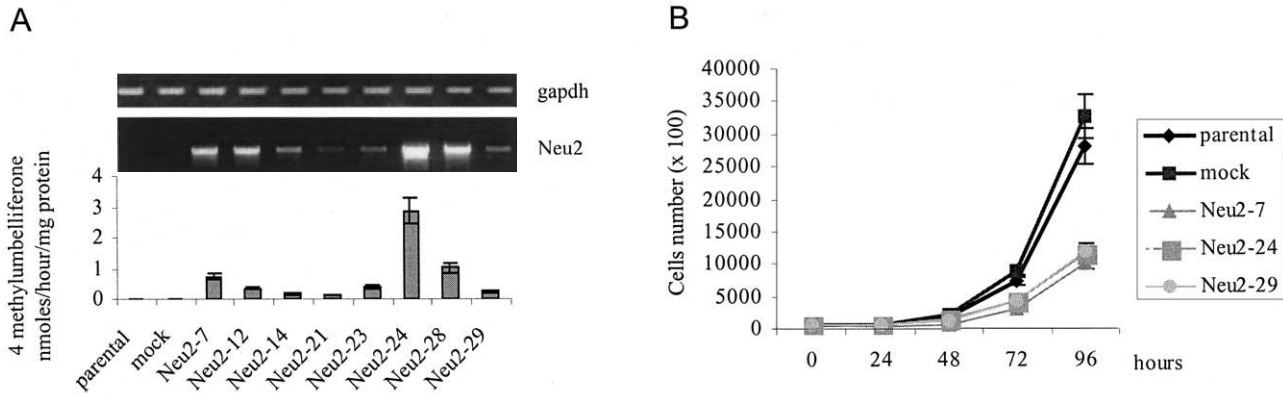 A
gapdh
Neu2
4 methylumbelliferone
nmoles/hour/mg protein
4
3
2
1
0
parental
mock
Neu2-7
Neu2-12
Neu2-14
Neu2-21
Neu2-23
Neu2-24
Neu2-28
Neu2-29
B
Cells number (x 100)
40000
35000
30000
25000
20000
15000
10000
5000
0
0 24 48 72 96 hours
parental
mock
Neu2-7
Neu2-24
Neu2-29